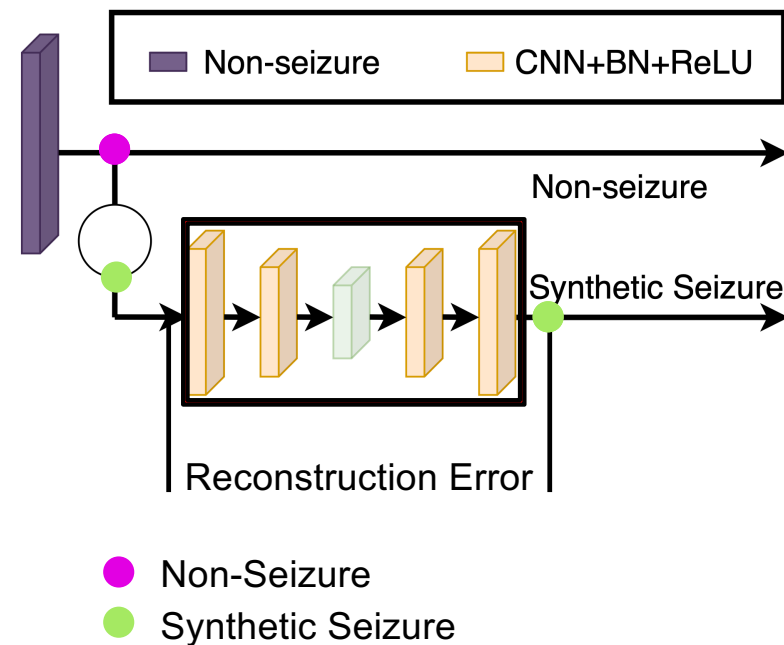 Non-seizure
CNN+BN+ReLU
Non-seizure
Synthetic Seizure
Reconstruction Error
Non-Seizure
Synthetic Seizure